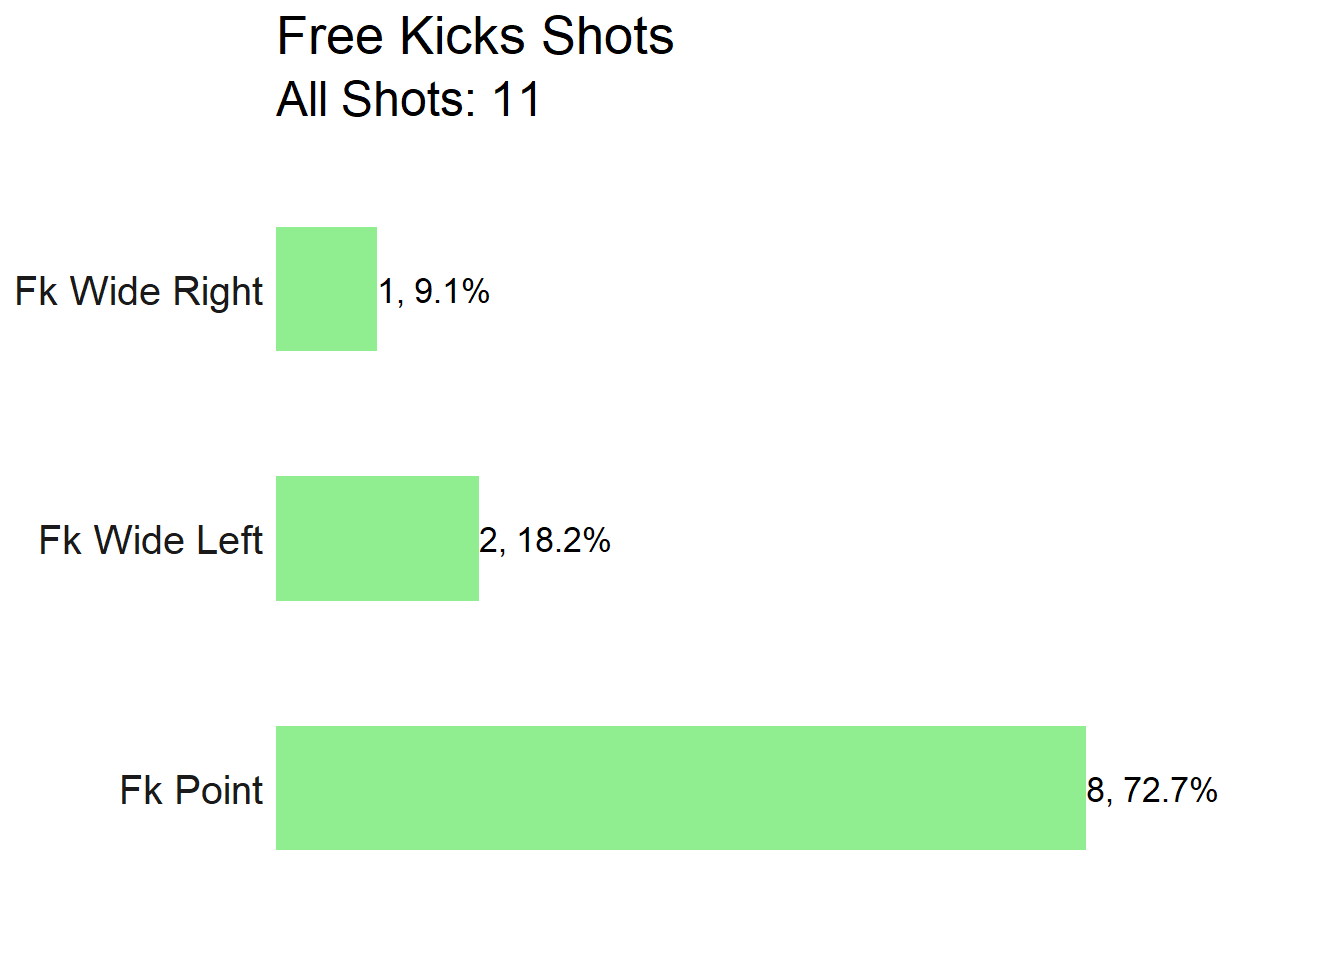 Free Kicks Shots
All Shots: 11
Fk Wide Right 1, 9.1%
Fk Wide Left 2, 18.2%
Fk Point 8, 72.7%